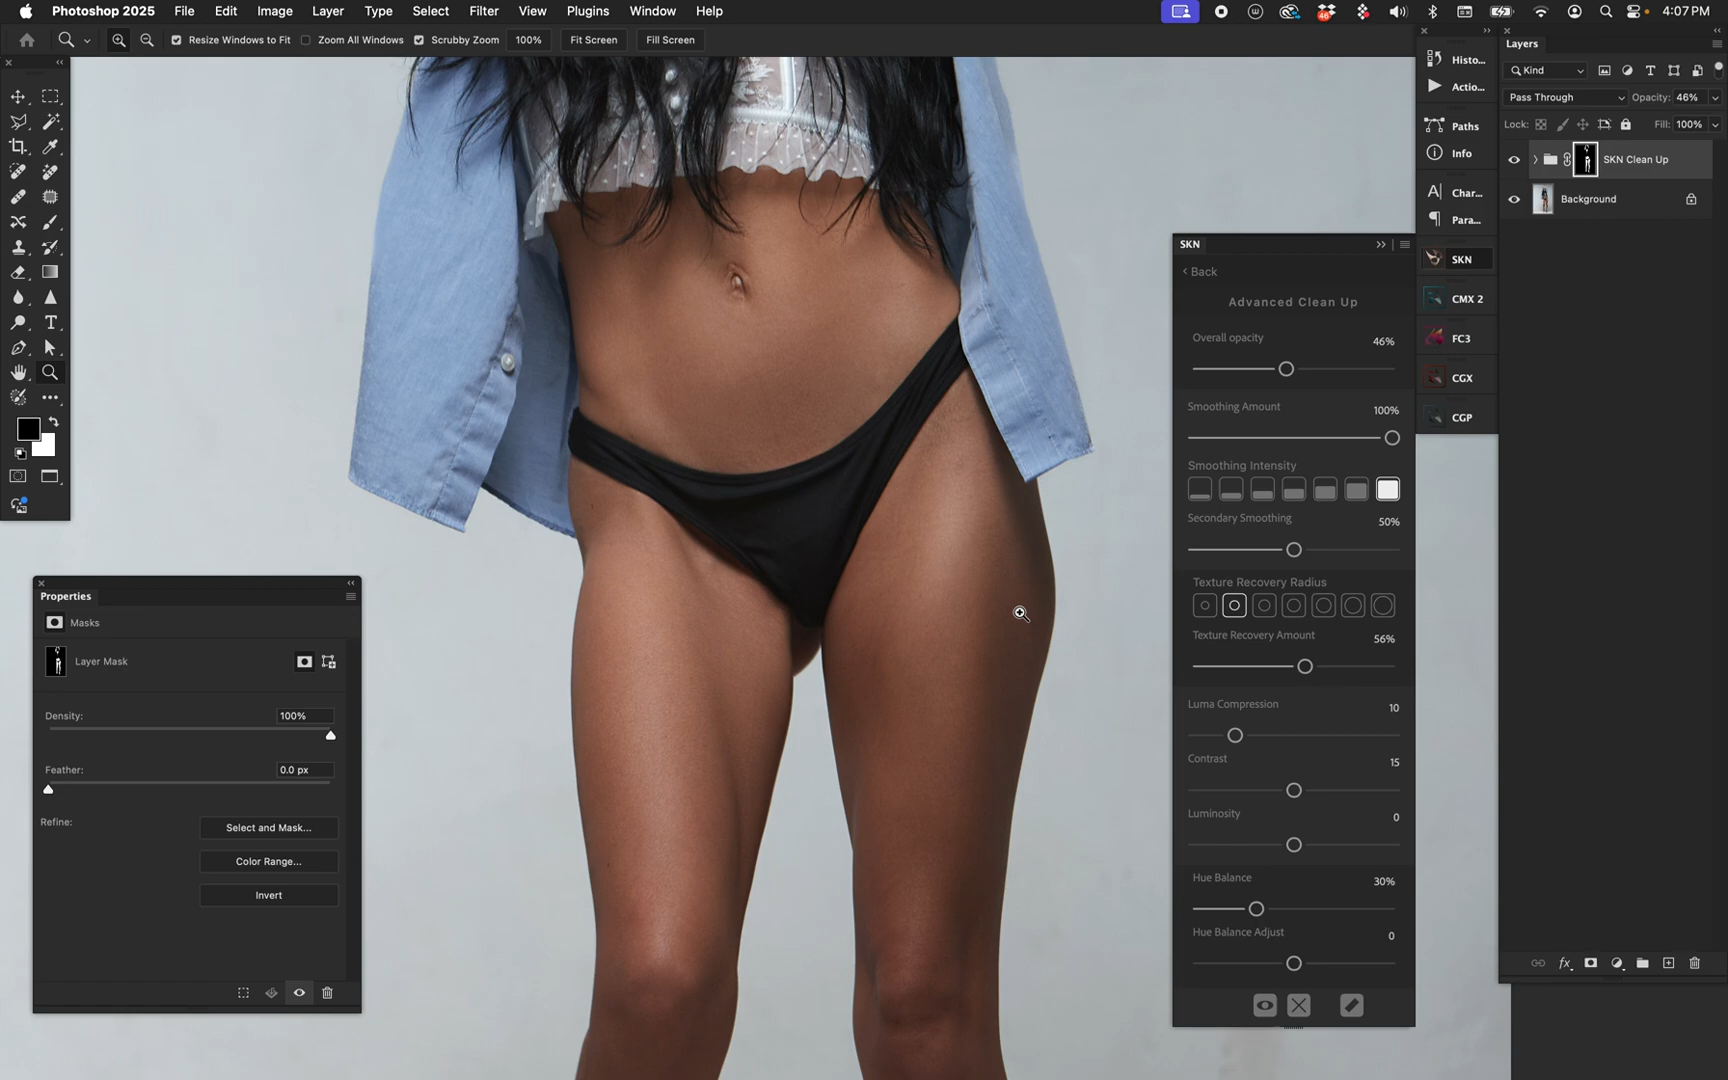 Photoshop 2025 File Edit Image Layer Type Select Filter View Plugins Window Help 46 4:07 PM
Resize Windows to Fit Zoom All Windows Scrubby Zoom 100% Fit Screen Fill Screen
Histo...
Actio...
Paths
Info
Char...
Para...
SKN
CMX 2
FC3
CGX
CGP
Layers
Kind
Pass Through Opacity: 46%
Lock: Fill: 100%
SKN Clean Up
Background
SKN
Back
Advanced Clean Up
Overall opacity 46%
Smoothing Amount 100%
Smoothing Intensity
Secondary Smoothing 50%
Texture Recovery Radius
Texture Recovery Amount 56%
Luma Compression 10
Contrast 15
Luminosity 0
Hue Balance 30%
Hue Balance Adjust 0
Properties
Masks
Layer Mask
Density: 100%
Feather: 0.0 px
Refine: Select and Mask...
Color Range...
Invert
fx